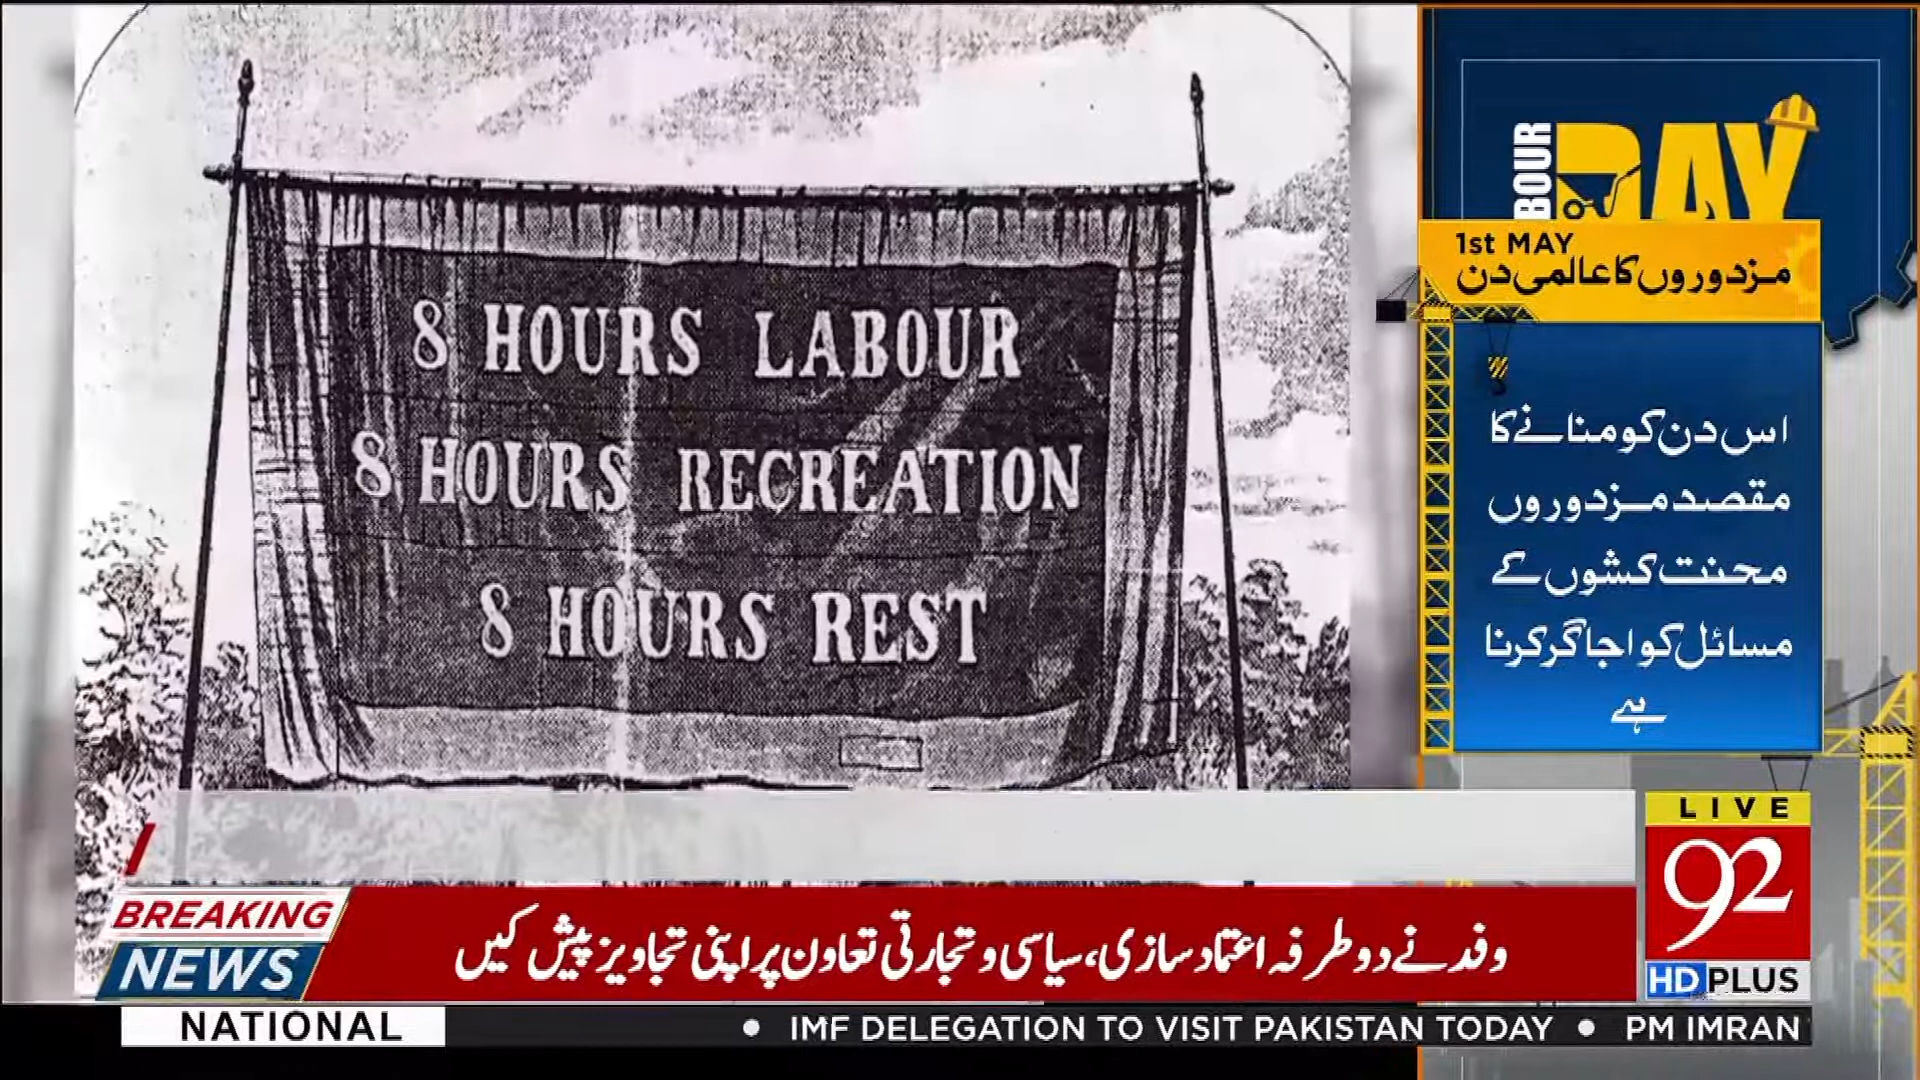 8 HOURS LABOUR
8 HOURS RECREATION
8 HOURS REST
BOUR
DAY
1st MAY
مزدوروں کا عالمی دن
اس دن کو منانے کا
مقصد مزدوروں
محنت کشوں کے
مسائل کو اجاگر کرنا
ہے
LIVE
92
HD PLUS
BREAKING
NEWS
وفد نے دو طرفہ اعتماد سازی، سیاسی و تجارتی تعاون پر اپنی تجاویز پیش کیں
NATIONAL
• IMF DELEGATION TO VISIT PAKISTAN TODAY • PM IMRAN